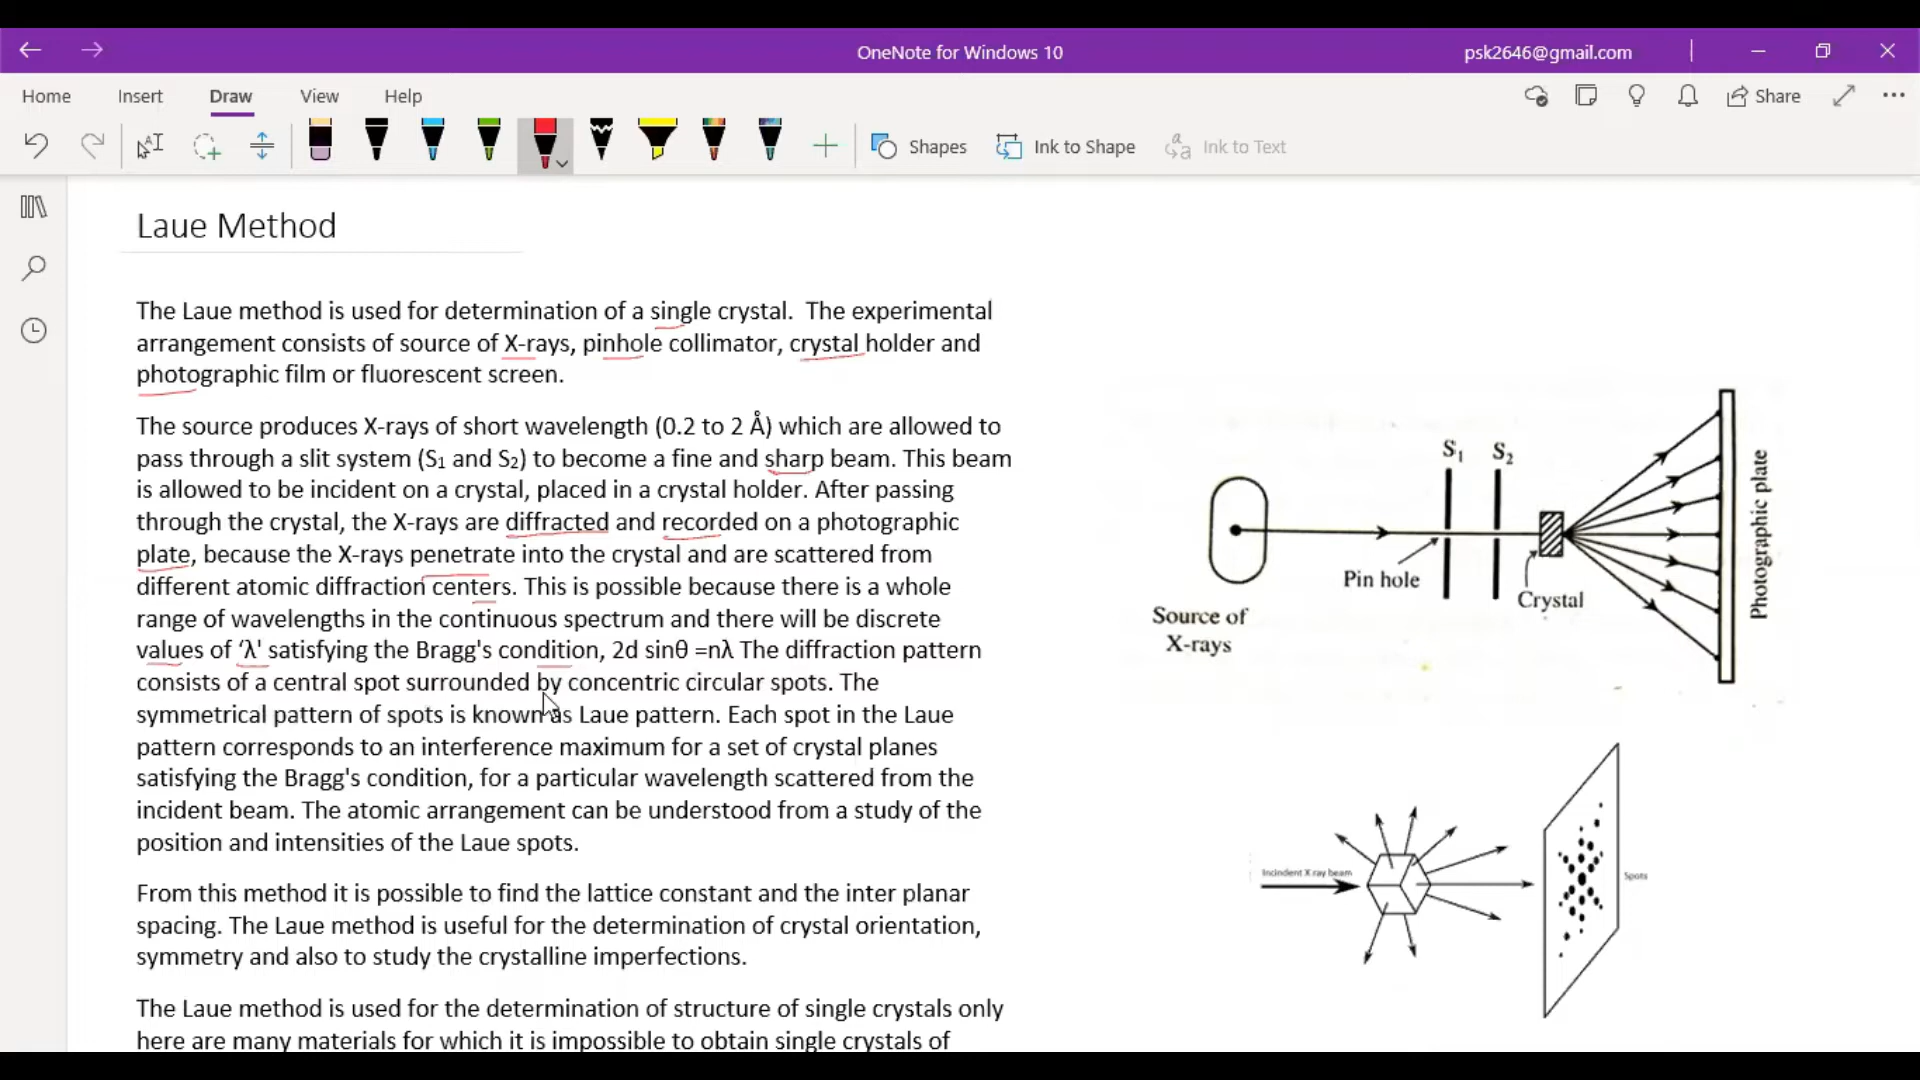 OneNote for Windows 10
psk2646@gmail.com
Home Insert Draw View Help
Share
Shapes Ink to Shape Ink to Text
Laue Method
The Laue method is used for determination of a single crystal. The experimental
arrangement consists of source of X-rays, pinhole collimator, crystal holder and
photographic film or fluorescent screen.
The source produces X-rays of short wavelength (0.2 to 2 Å) which are allowed to
pass through a slit system (S₁ and S₂) to become a fine and sharp beam. This beam
is allowed to be incident on a crystal, placed in a crystal holder. After passing
through the crystal, the X-rays are diffracted and recorded on a photographic
plate, because the X-rays penetrate into the crystal and are scattered from
different atomic diffraction centers. This is possible because there is a whole
range of wavelengths in the continuous spectrum and there will be discrete
values of ‘λ' satisfying the Bragg's condition, 2d sinθ =nλ The diffraction pattern
consists of a central spot surrounded by concentric circular spots. The
symmetrical pattern of spots is known as Laue pattern. Each spot in the Laue
pattern corresponds to an interference maximum for a set of crystal planes
satisfying the Bragg's condition, for a particular wavelength scattered from the
incident beam. The atomic arrangement can be understood from a study of the
position and intensities of the Laue spots.
From this method it is possible to find the lattice constant and the inter planar
spacing. The Laue method is useful for the determination of crystal orientation,
symmetry and also to study the crystalline imperfections.
The Laue method is used for the determination of structure of single crystals only
here are many materials for which it is impossible to obtain single crystals of
S₁ S₂
Pin hole
Crystal
Source of
X-rays
Photographic plate
Incindent X ray beam
Spots